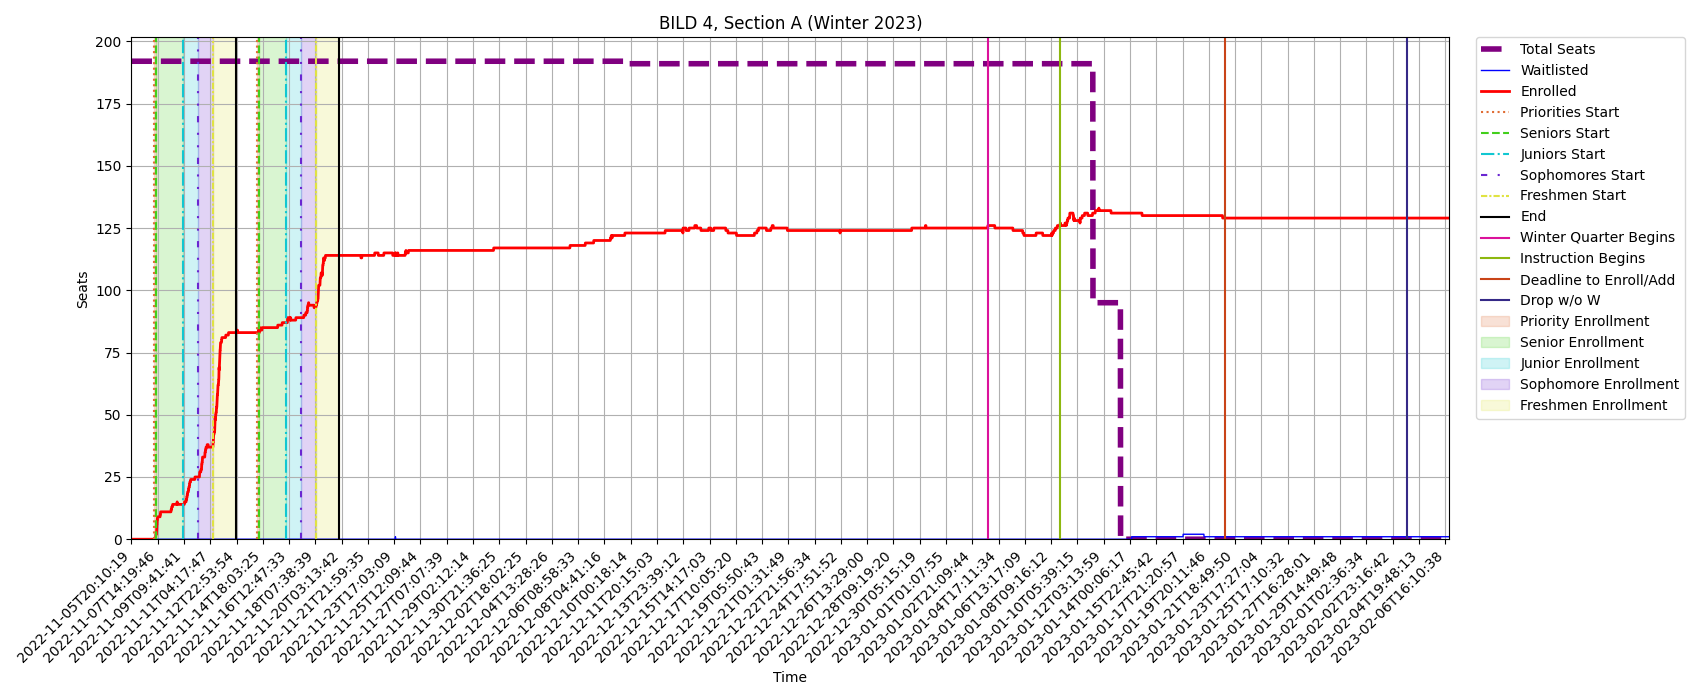 BILD 4, Section A (Winter 2023)
Seats
200
175
150
125
100
75
50
25
0
2022-11-05T20:10:19
2022-11-07T14:19:46
2022-11-09T09:41:41
2022-11-11T04:17:47
2022-11-12T22:53:54
2022-11-14T18:03:25
2022-11-16T12:47:33
2022-11-18T07:38:39
2022-11-20T03:13:42
2022-11-21T21:59:35
2022-11-23T17:03:09
2022-11-25T12:09:44
2022-11-27T07:07:39
2022-11-29T02:12:14
2022-11-30T21:36:25
2022-12-02T18:02:25
2022-12-04T13:28:26
2022-12-06T08:58:33
2022-12-08T04:41:16
2022-12-10T00:18:14
2022-12-11T20:15:03
2022-12-13T23:39:12
2022-12-15T14:17:03
2022-12-17T10:05:20
2022-12-19T05:50:43
2022-12-21T01:31:49
2022-12-22T21:56:34
2022-12-24T17:51:52
2022-12-26T13:29:00
2022-12-28T09:19:20
2022-12-30T05:15:19
2023-01-01T01:07:55
2023-01-02T21:09:44
2023-01-04T17:11:34
2023-01-06T13:17:09
2023-01-08T09:16:12
2023-01-10T05:39:15
2023-01-12T03:13:59
2023-01-14T00:06:17
2023-01-15T22:45:42
2023-01-17T21:20:57
2023-01-19T20:11:46
2023-01-21T18:49:50
2023-01-23T17:27:04
2023-01-25T17:10:32
2023-01-27T16:28:01
2023-01-29T14:49:48
2023-02-01T02:36:34
2023-02-02T23:16:42
2023-02-04T19:48:13
2023-02-06T16:10:38
Time
Total Seats
Waitlisted
Enrolled
Priorities Start
Seniors Start
Juniors Start
Sophomores Start
Freshmen Start
End
Winter Quarter Begins
Instruction Begins
Deadline to Enroll/Add
Drop w/o W
Priority Enrollment
Senior Enrollment
Junior Enrollment
Sophomore Enrollment
Freshmen Enrollment